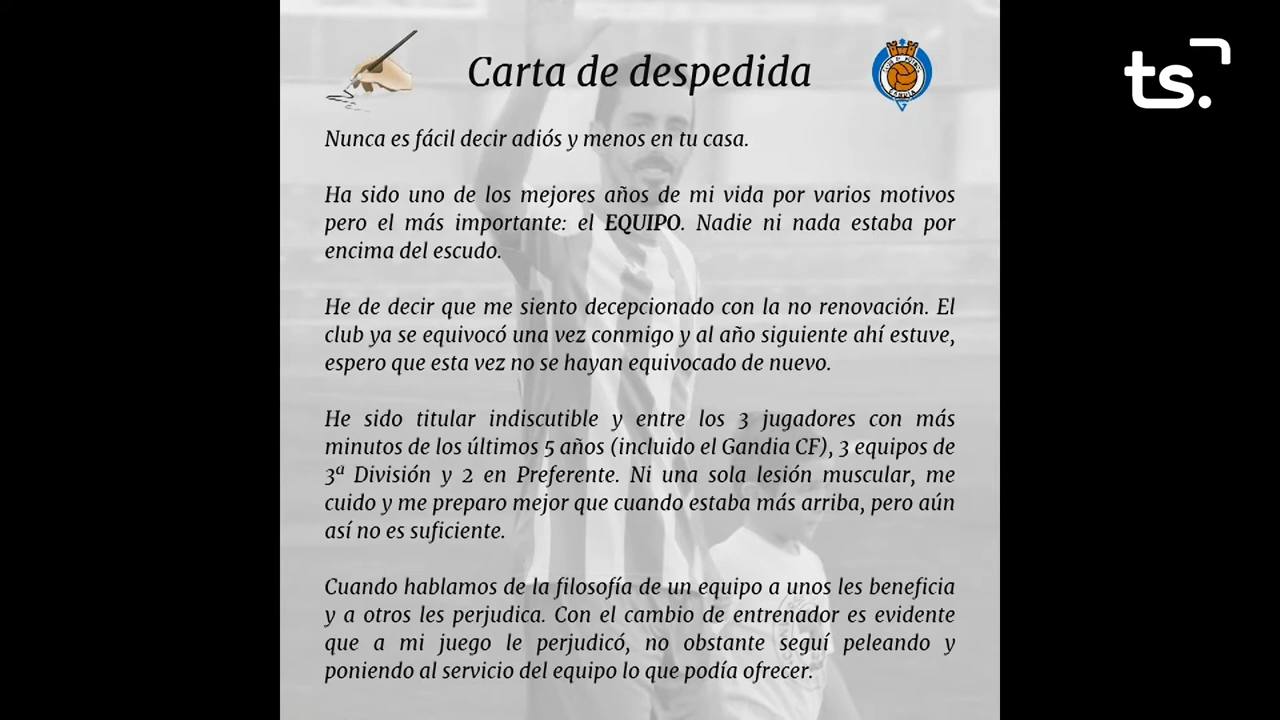 Carta de despedida
ts.
Nunca es fácil decir adiós y menos en tu casa.
Ha sido uno de los mejores años de mi vida por varios motivos
pero el más importante: el EQUIPO. Nadie ni nada estaba por
encima del escudo.
He de decir que me siento decepcionado con la no renovación. El
club ya se equivocó una vez conmigo y al año siguiente ahí estuve,
espero que esta vez no se hayan equivocado de nuevo.
He sido titular indiscutible y entre los 3 jugadores con más
minutos de los últimos 5 años (incluido el Gandia CF), 3 equipos de
3ª División y 2 en Preferente. Ni una sola lesión muscular, me
cuido y me preparo mejor que cuando estaba más arriba, pero aún
así no es suficiente.
Cuando hablamos de la filosofía de un equipo a unos les beneficia
y a otros les perjudica. Con el cambio de entrenador es evidente
que a mi juego le perjudicó, no obstante seguí peleando y
poniendo al servicio del equipo lo que podía ofrecer.